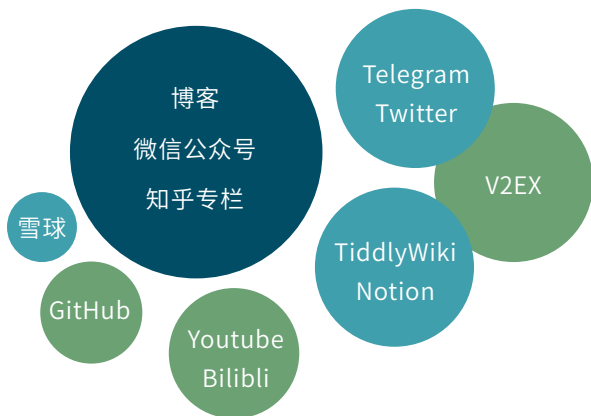 博客
微信公众号
知乎专栏
Telegram
Twitter
V2EX
雪球
TiddlyWiki
Notion
GitHub
Youtube
Bilibli